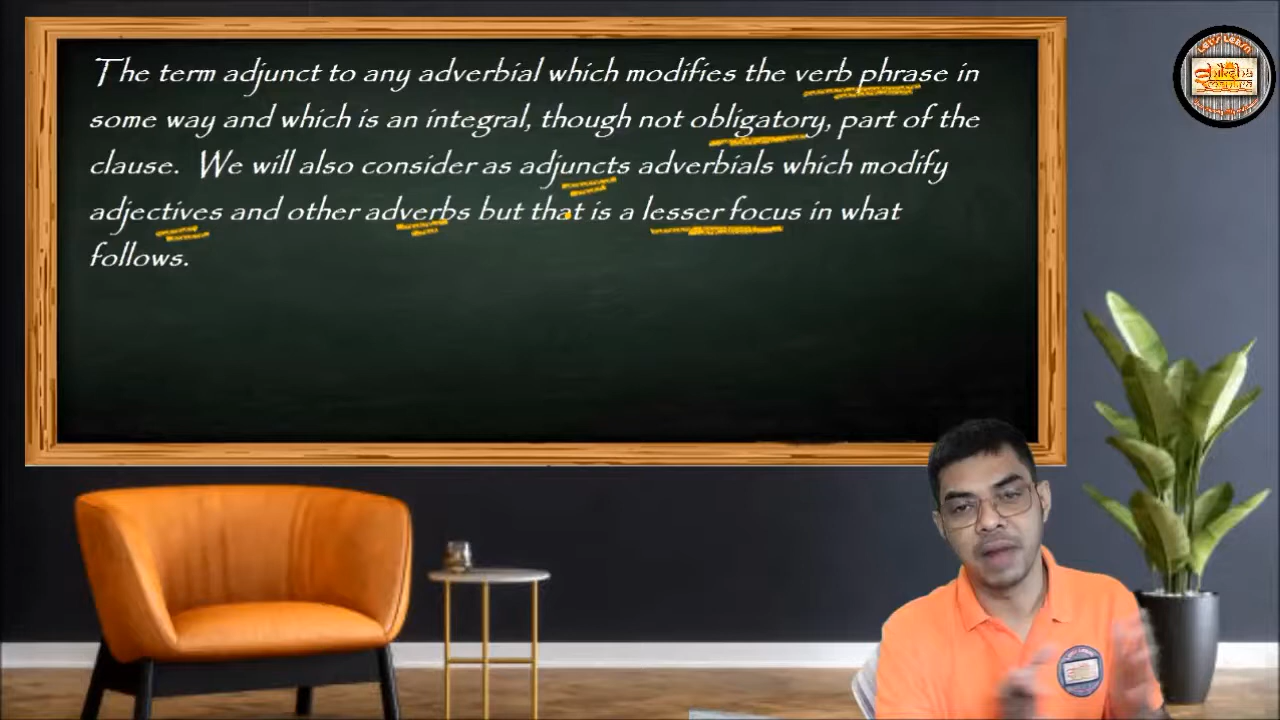 The term adjunct to any adverbial which modifies the verb phrase in
some way and which is an integral, though not obligatory, part of the
clause. We will also consider as adjuncts adverbials which modify
adjectives and other adverbs but that is a lesser focus in what
follows.
Let's Learn